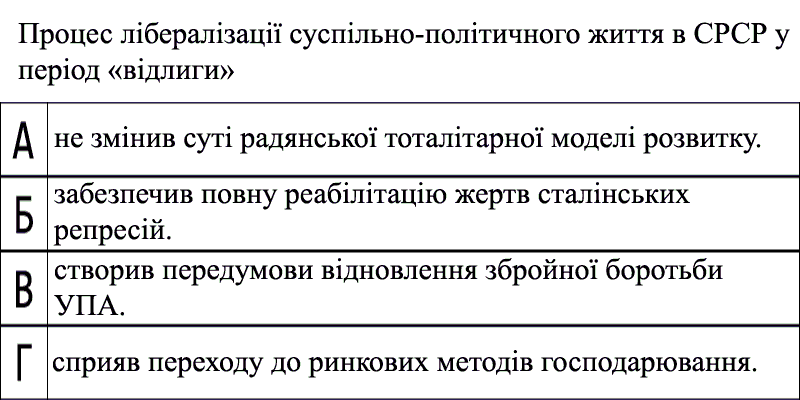 Процес лібералізації суспільно-політичного життя в СРСР у
період «відлиги»
А не змінив суті радянської тоталітарної моделі розвитку.
Б забезпечив повну реабілітацію жертв сталінських
репресій.
В створив передумови відновлення збройної боротьби
УПА.
Г сприяв переходу до ринкових методів господарювання.